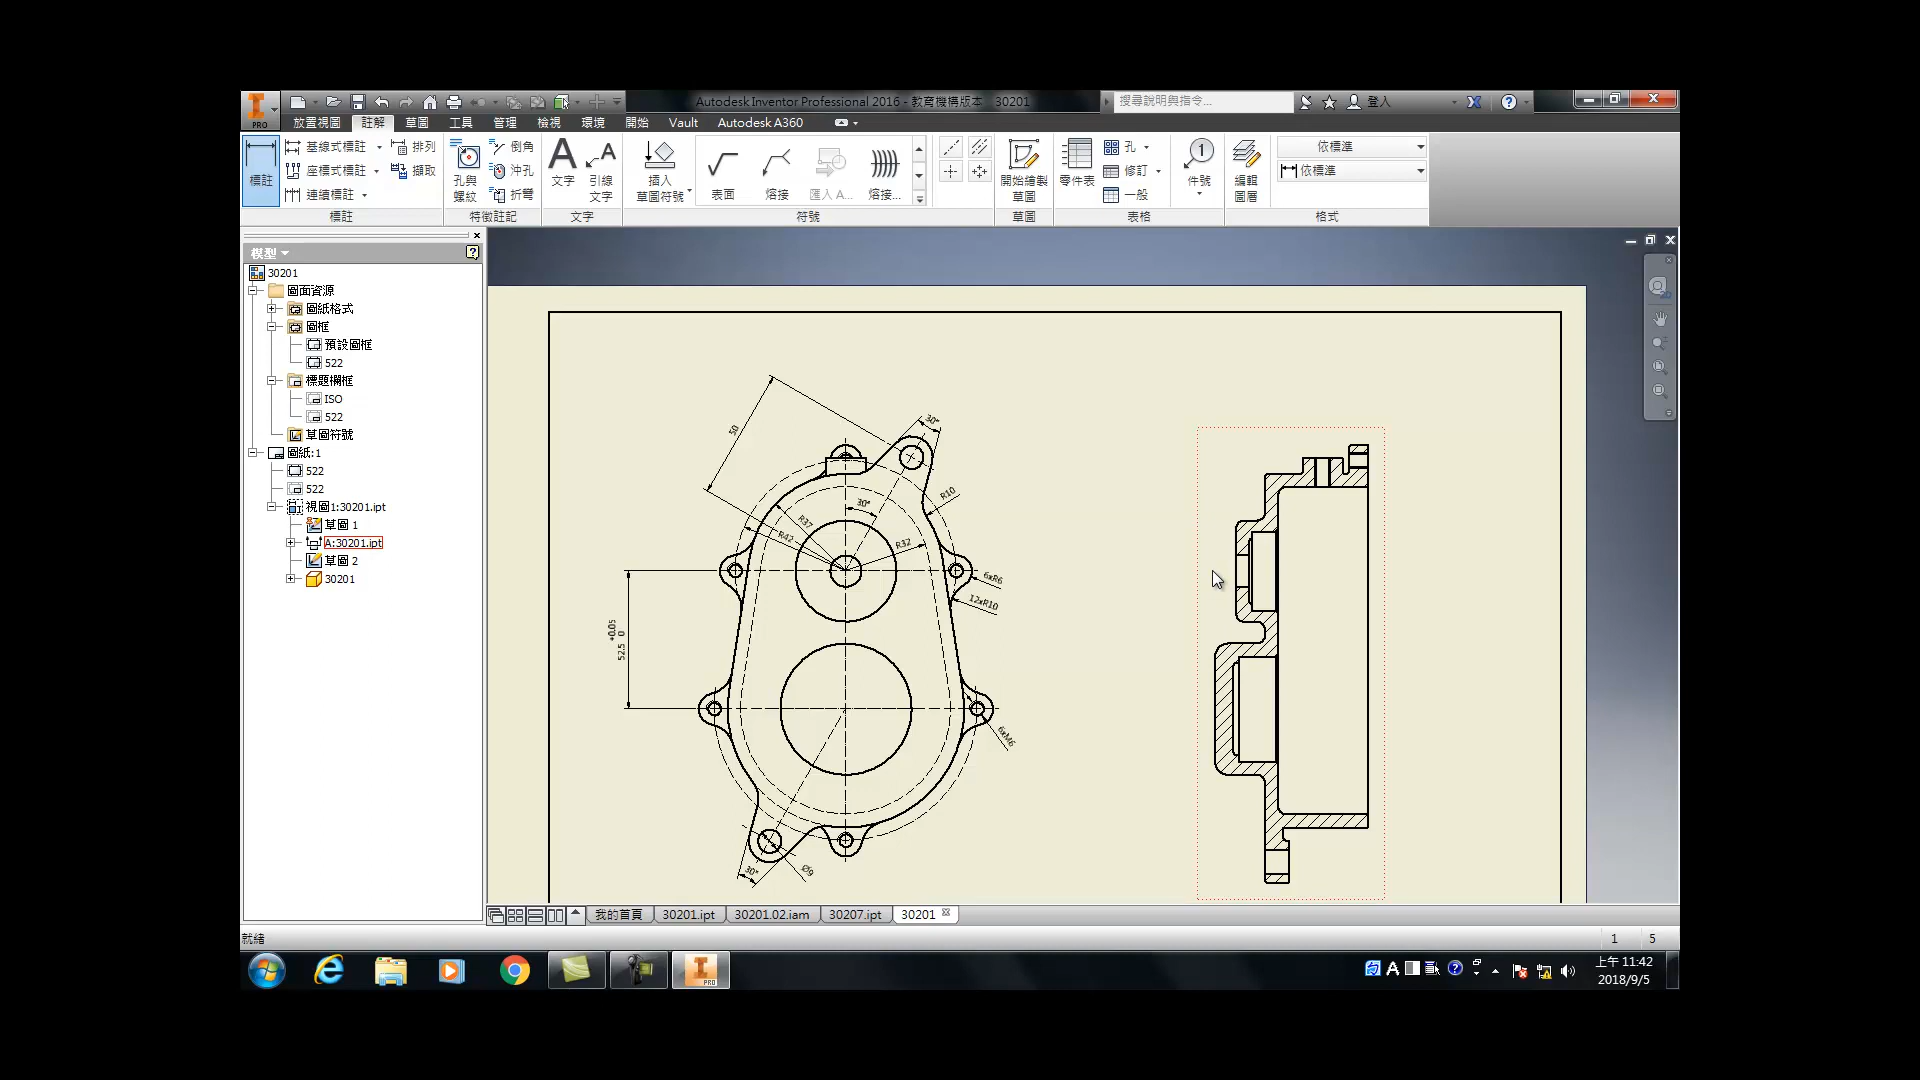 Autodesk Inventor Professional 2016 - 教育機構版本 30201
搜尋說明與指令...
登入
PRO
放置視圖 註解 草圖 工具 管理 檢視 環境 開始 Vault Autodesk A360
標註
基線式標註
座標式標註
連續標註
排列
擷取
標註
孔與
螺紋
倒角
沖孔
折彎
特徵註記
文字
引線
文字
文字
插入
草圖符號
表面
熔接
匯入 A...
熔接...
符號
開始繪製
草圖
草圖
零件表
孔
修訂
一般
表格
件號
編輯
圖層
依標準
依標準
格式
模型
30201
圖面資源
圖紙格式
圖框
預設圖框
522
標題欄框
ISO
522
草圖符號
圖紙:1
522
522
視圖1:30201.ipt
草圖 1
A:30201.ipt
草圖 2
30201
50
30°
R10
30°
R37
R42
R32
6xR6
12xR10
+0.05
52.5 0
6xM6
30°
Ø9
我的首頁 30201.ipt 30201.02.iam 30207.ipt 30201
就緒
1 5
PRO
A
上午 11:42
2018/9/5